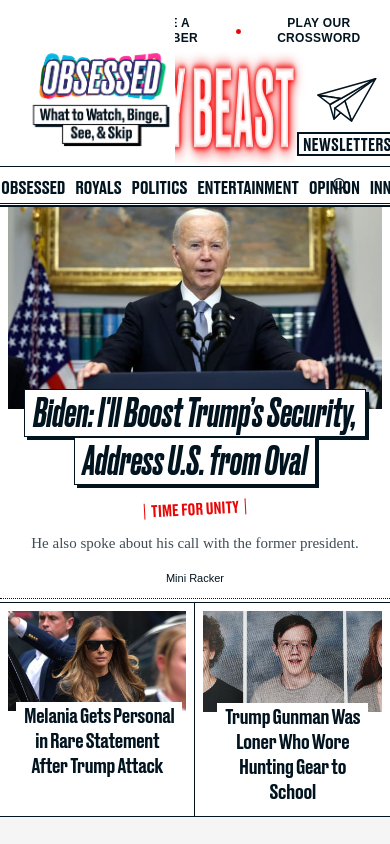 E A
BER
PLAY OUR
CROSSWORD
OBSESSED
What to Watch, Binge,
See, & Skip
Y BEAST
NEWSLETTERS
OBSESSED ROYALS POLITICS ENTERTAINMENT OPINION INN
Biden: I'll Boost Trump's Security,
Address U.S. from Oval
TIME FOR UNITY
He also spoke about his call with the former president.
Mini Racker
Melania Gets Personal
in Rare Statement
After Trump Attack
Trump Gunman Was
Loner Who Wore
Hunting Gear to
School